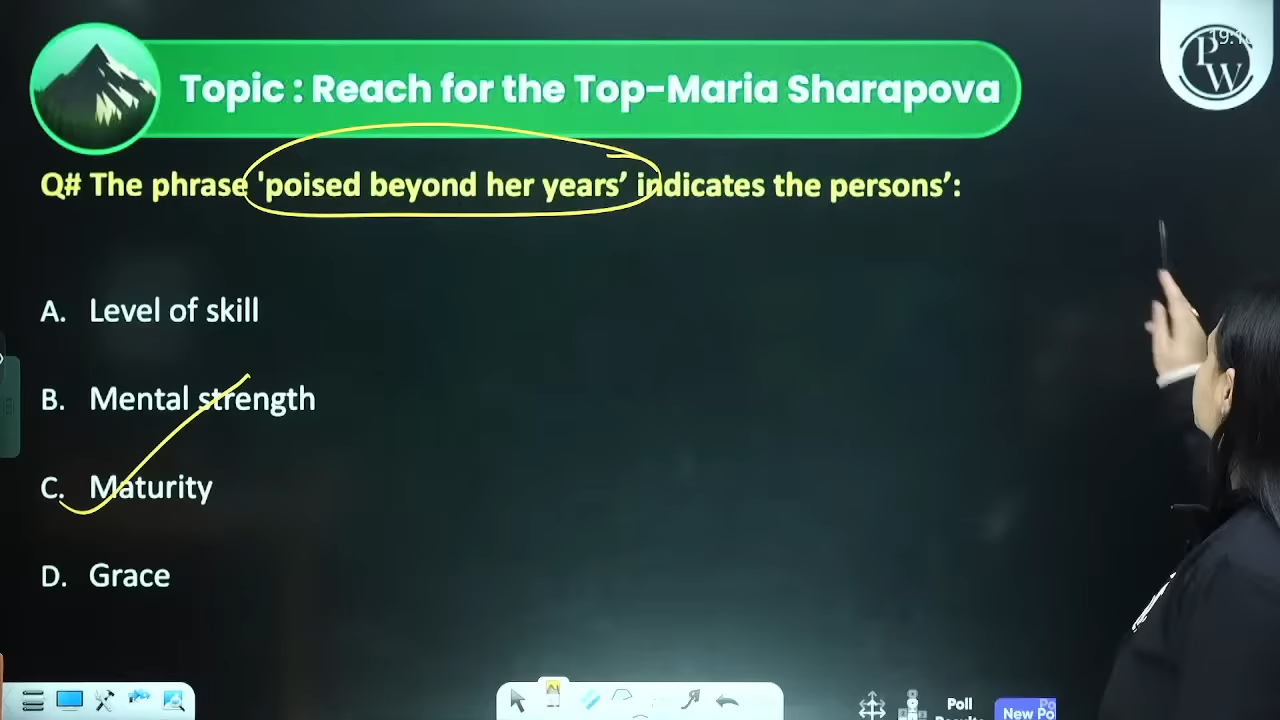 Topic : Reach for the Top-Maria Sharapova
PW
Q# The phrase 'poised beyond her years’ indicates the persons’:
A. Level of skill
B. Mental strength
C. Maturity
D. Grace
Poll
New Po